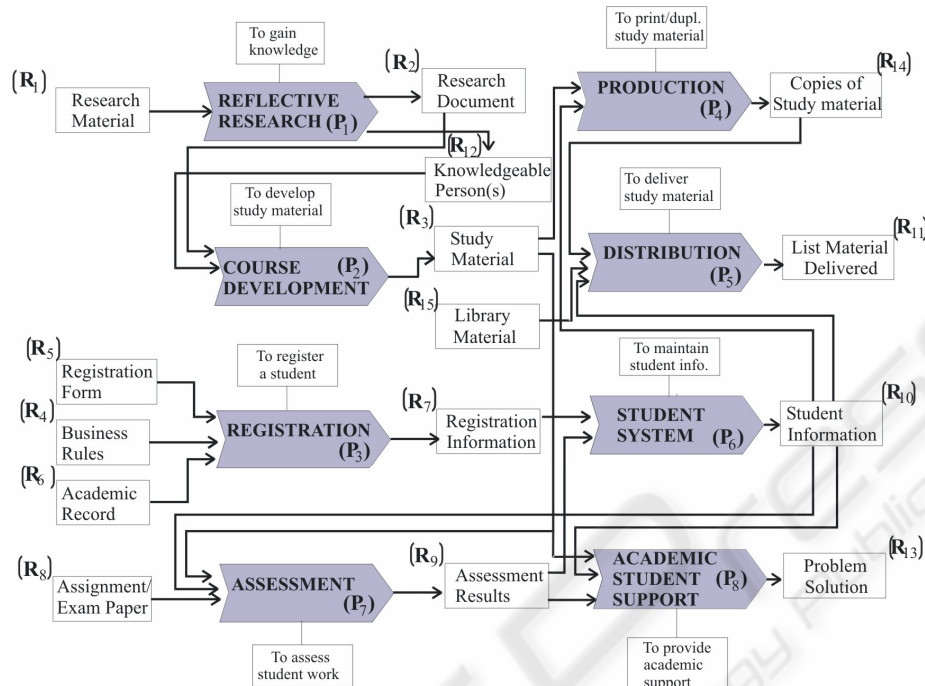 To gain
knowledge
(R1)
Research
Material
REFLECTIVE
RESEARCH (P1)
(R2)
Research
Document
(R12)
Knowledgeable
Person(s)
To develop
study material
COURSE (P2)
DEVELOPMENT
(R3)
Study
Material
(R15)
Library
Material
To print/dupl.
study material
PRODUCTION
(P4)
(R14)
Copies of
Study material
To deliver
study material
DISTRIBUTION
(P5)
(R11)
List Material
Delivered
(R5)
Registration
Form
(R4)
Business
Rules
(R6)
Academic
Record
To register
a student
REGISTRATION
(P3)
(R7)
Registration
Information
To maintain
student info.
STUDENT
SYSTEM (P6)
(R10)
Student
Information
(R8)
Assignment/
Exam Paper
ASSESSMENT
(P7)
To assess
student work
(R9)
Assessment
Results
ACADEMIC
STUDENT (P8)
SUPPORT
To provide
academic
support
(R13)
Problem
Solution